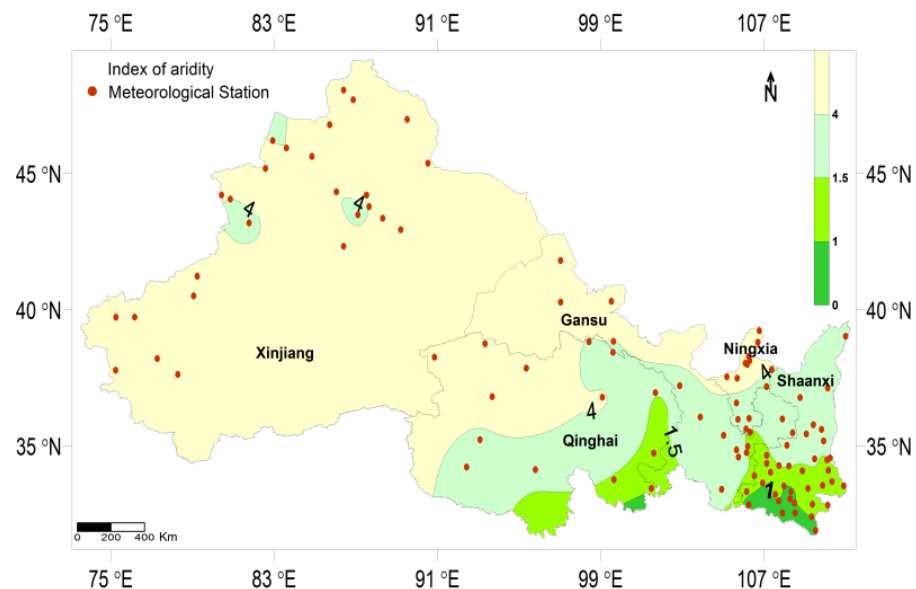 75 °E 83 °E 91 °E 99 °E 107 °E
Index of aridity
Meteorological Station
N
4
1.5
1
0
45 °N 45 °N
4 4
40 °N 40 °N
Gansu
Xinjiang
Ningxia
4
Shaanxi
4
Qinghai
1.5
35 °N 35 °N
1
0 200 400 Km
75 °E 83 °E 91 °E 99 °E 107 °E